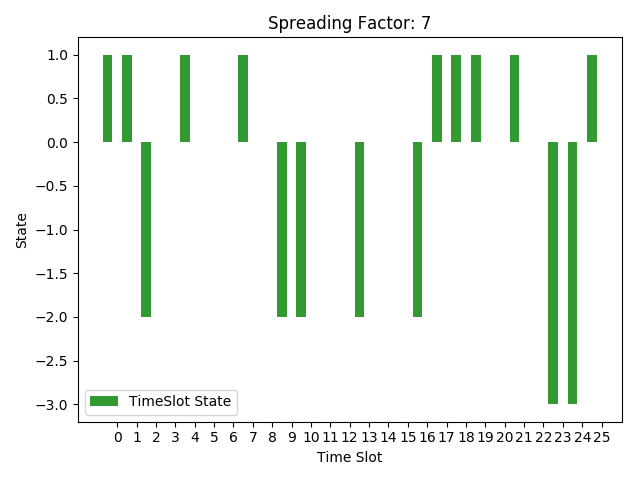 Spreading Factor: 7
1.0
0.5
0.0
−0.5
−1.0
−1.5
−2.0
−2.5
−3.0
State
TimeSlot State
0 1 2 3 4 5 6 7 8 9 10 11 12 13 14 15 16 17 18 19 20 21 22 23 24 25
Time Slot